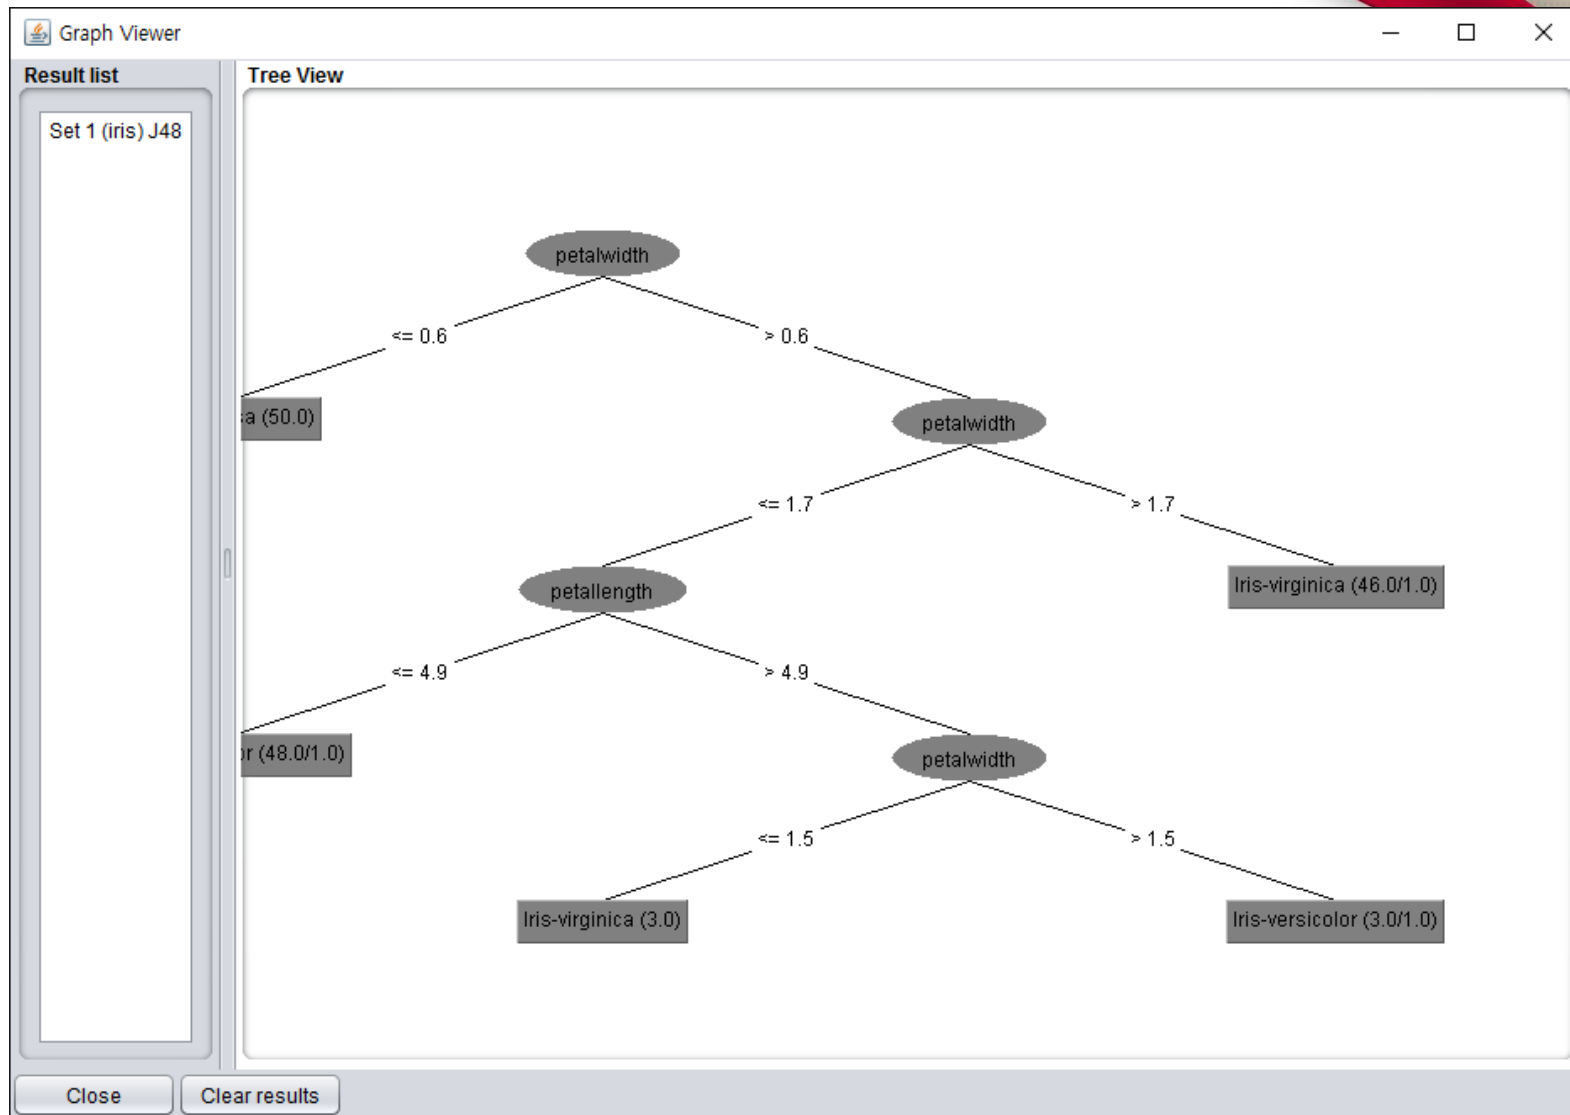 Graph Viewer
Result list
Tree View
Set 1 (iris) J48
petalwidth
<= 0.6
> 0.6
sa (50.0)
petalwidth
<= 1.7
> 1.7
petallength
Iris-virginica (46.0/1.0)
<= 4.9
> 4.9
or (48.0/1.0)
petalwidth
<= 1.5
> 1.5
Iris-virginica (3.0)
Iris-versicolor (3.0/1.0)
Close
Clear results